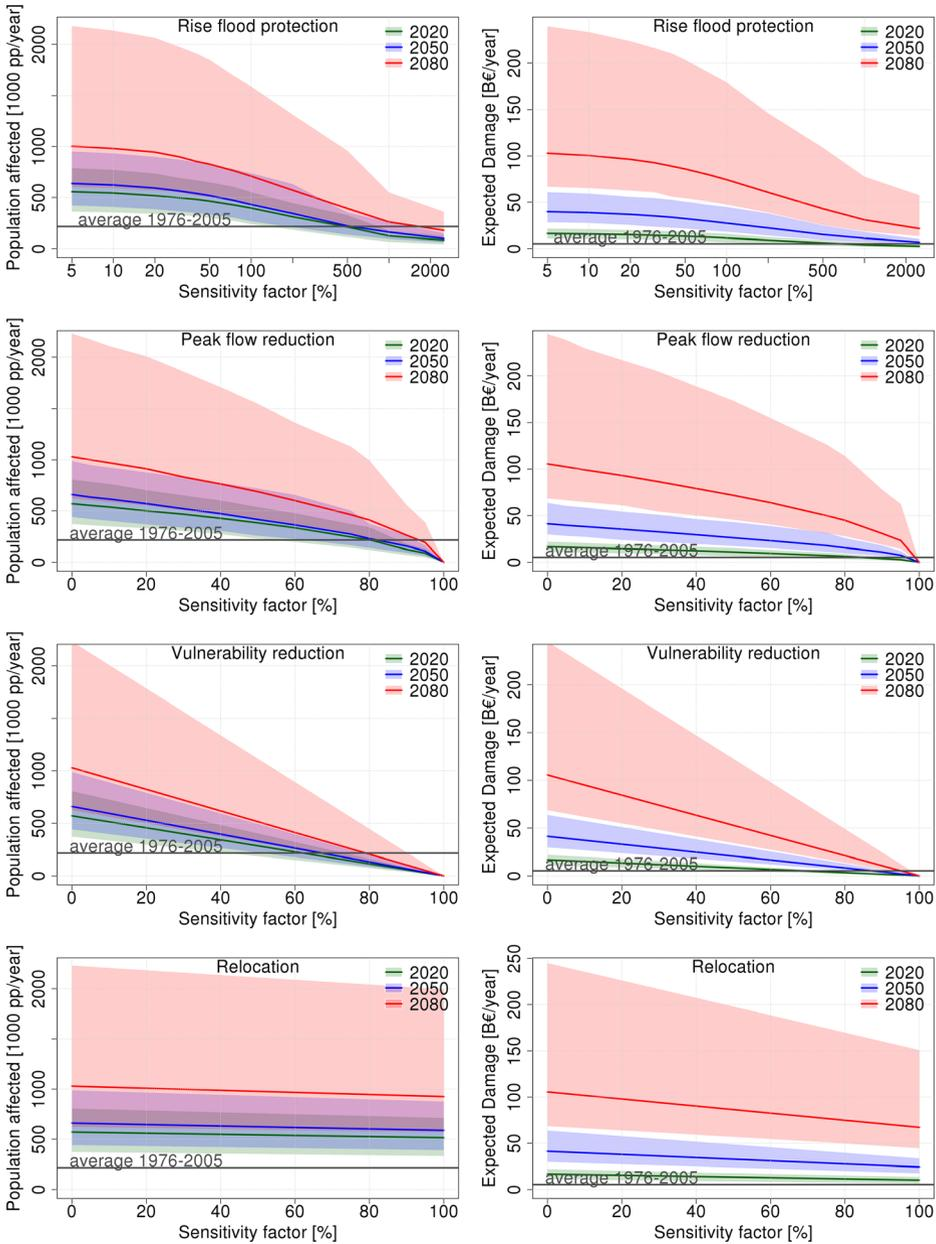 Rise flood protection
2020
2050
2080
Population affected [1000 pp/year]
0
500
1000
2000
average 1976-2005
5 10 20 50 100 500 2000
Sensitivity factor [%]
Rise flood protection
2020
2050
2080
Expected Damage [B€/year]
0
50
100
150
200
average 1976-2005
5 10 20 50 100 500 2000
Sensitivity factor [%]
Peak flow reduction
2020
2050
2080
Population affected [1000 pp/year]
0
500
1000
2000
average 1976-2005
0 20 40 60 80 100
Sensitivity factor [%]
Peak flow reduction
2020
2050
2080
Expected Damage [B€/year]
0
50
100
150
200
average 1976-2005
0 20 40 60 80 100
Sensitivity factor [%]
Vulnerability reduction
2020
2050
2080
Population affected [1000 pp/year]
0
500
1000
2000
average 1976-2005
0 20 40 60 80 100
Sensitivity factor [%]
Vulnerability reduction
2020
2050
2080
Expected Damage [B€/year]
0
50
100
150
200
average 1976-2005
0 20 40 60 80 100
Sensitivity factor [%]
Relocation
2020
2050
2080
Population affected [1000 pp/year]
0
500
1000
2000
average 1976-2005
0 20 40 60 80 100
Sensitivity factor [%]
Relocation
2020
2050
2080
Expected Damage [B€/year]
0
50
100
150
200
250
average 1976-2005
0 20 40 60 80 100
Sensitivity factor [%]